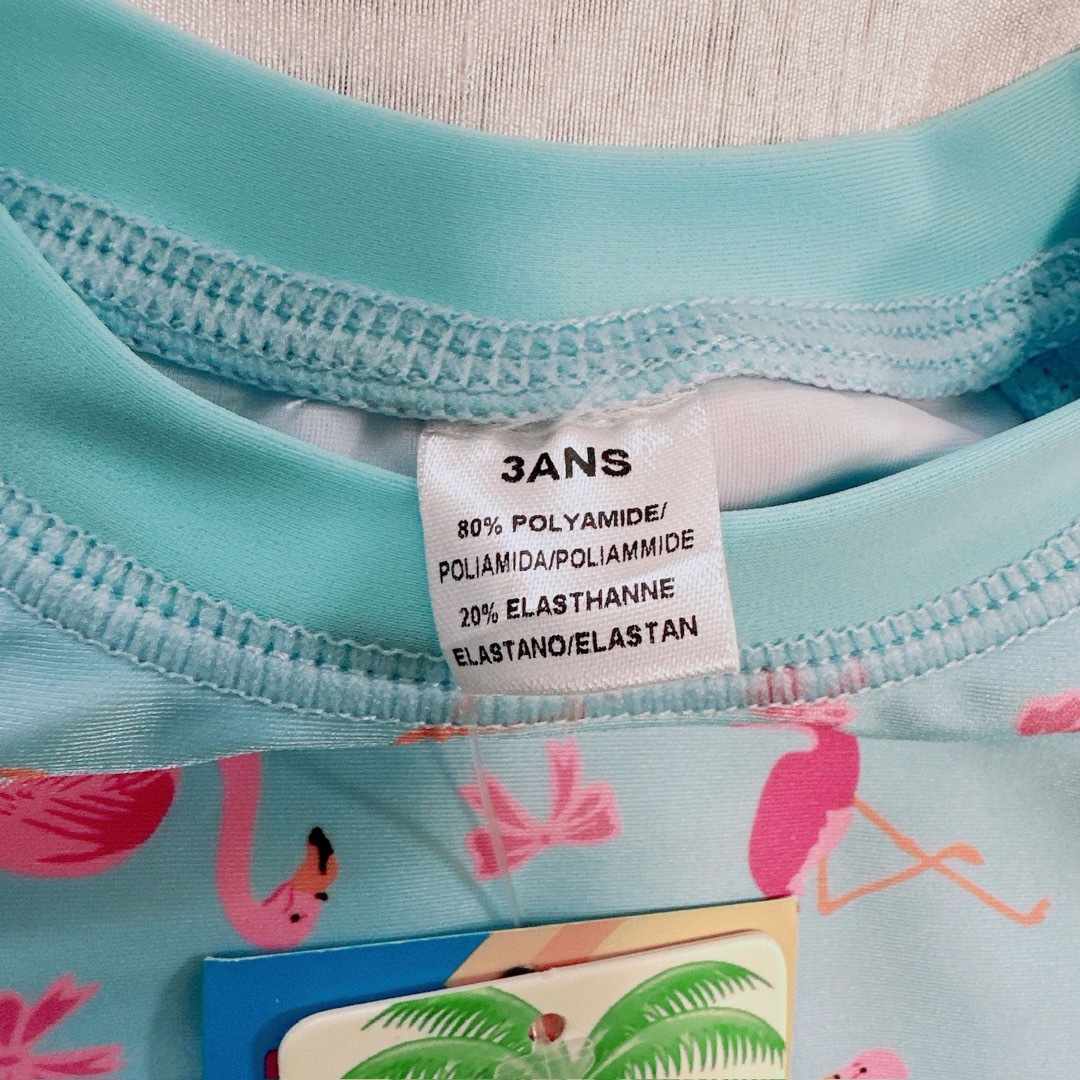 3ANS
80% POLYAMIDE/
POLIAMIDA/POLIAMMIDE
20% ELASTHANNE
ELASTANO/ELASTAN